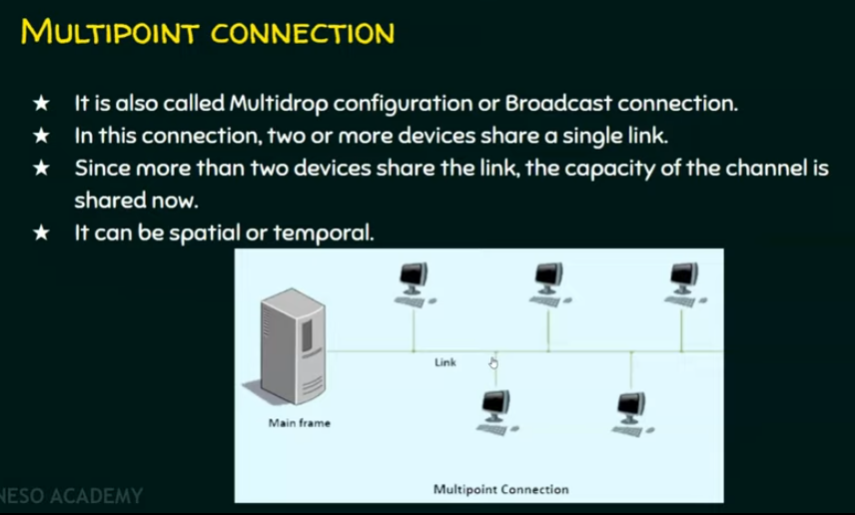 MULTIPOINT CONNECTION
★ It is also called Multidrop configuration or Broadcast connection.
★ In this connection, two or more devices share a single link.
★ Since more than two devices share the link, the capacity of the channel is
shared now.
★ It can be spatial or temporal.
Link
Main frame
Multipoint Connection
NESO ACADEMY